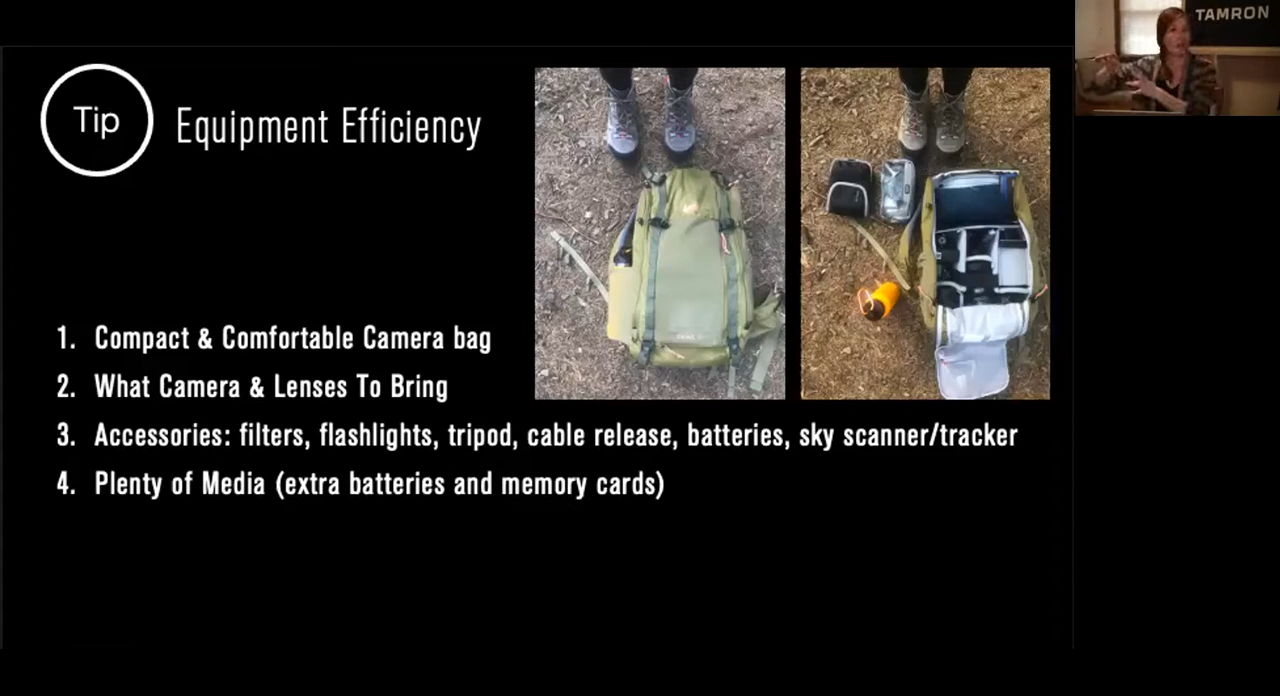 TAMRON
Tip
Equipment Efficiency
1. Compact & Comfortable Camera bag
2. What Camera & Lenses To Bring
3. Accessories: filters, flashlights, tripod, cable release, batteries, sky scanner/tracker
4. Plenty of Media (extra batteries and memory cards)